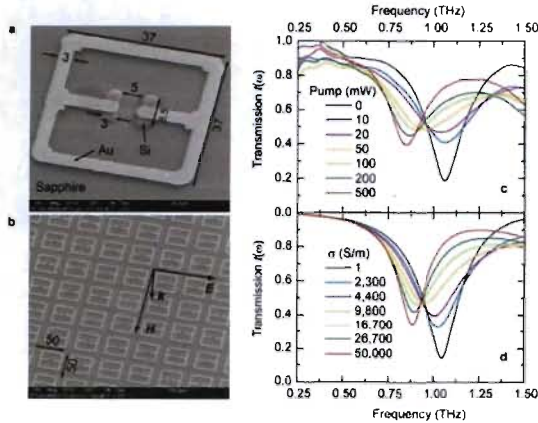 a
37
3
5
3
37
Au
Si
Sapphire
b
E
K
H
50
50
Frequency (THz)
0.25 0.50 0.75 1.00 1.25 1.50
Transmission t(ω)
1.0
0.8
0.6
0.4
0.2
Pump (mW)
0
10
20
50
100
200
500
c
Transmission t(ω)
0.8
0.6
0.4
0.2
0.0
σ (S/m)
1
2,300
4,400
9,800
16,700
26,700
50,000
d
0.25 0.50 0.75 1.00 1.25 1.50
Frequency (THz)